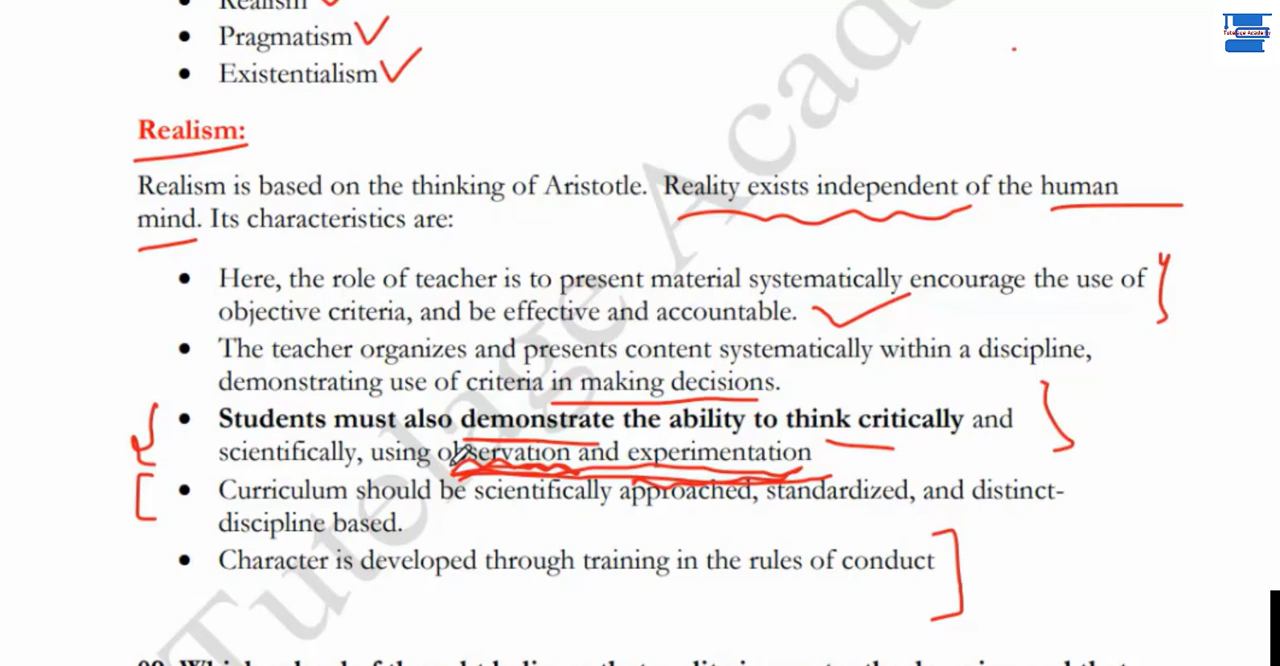 • Realism
• Pragmatism
• Existentialism
Realism:
Realism is based on the thinking of Aristotle. Reality exists independent of the human
mind. Its characteristics are:
• Here, the role of teacher is to present material systematically encourage the use of
objective criteria, and be effective and accountable.
• The teacher organizes and presents content systematically within a discipline,
demonstrating use of criteria in making decisions.
• Students must also demonstrate the ability to think critically and
scientifically, using observation and experimentation
• Curriculum should be scientifically approached, standardized, and distinct-
discipline based.
• Character is developed through training in the rules of conduct
Tutelage Acad
Tutelage Academy